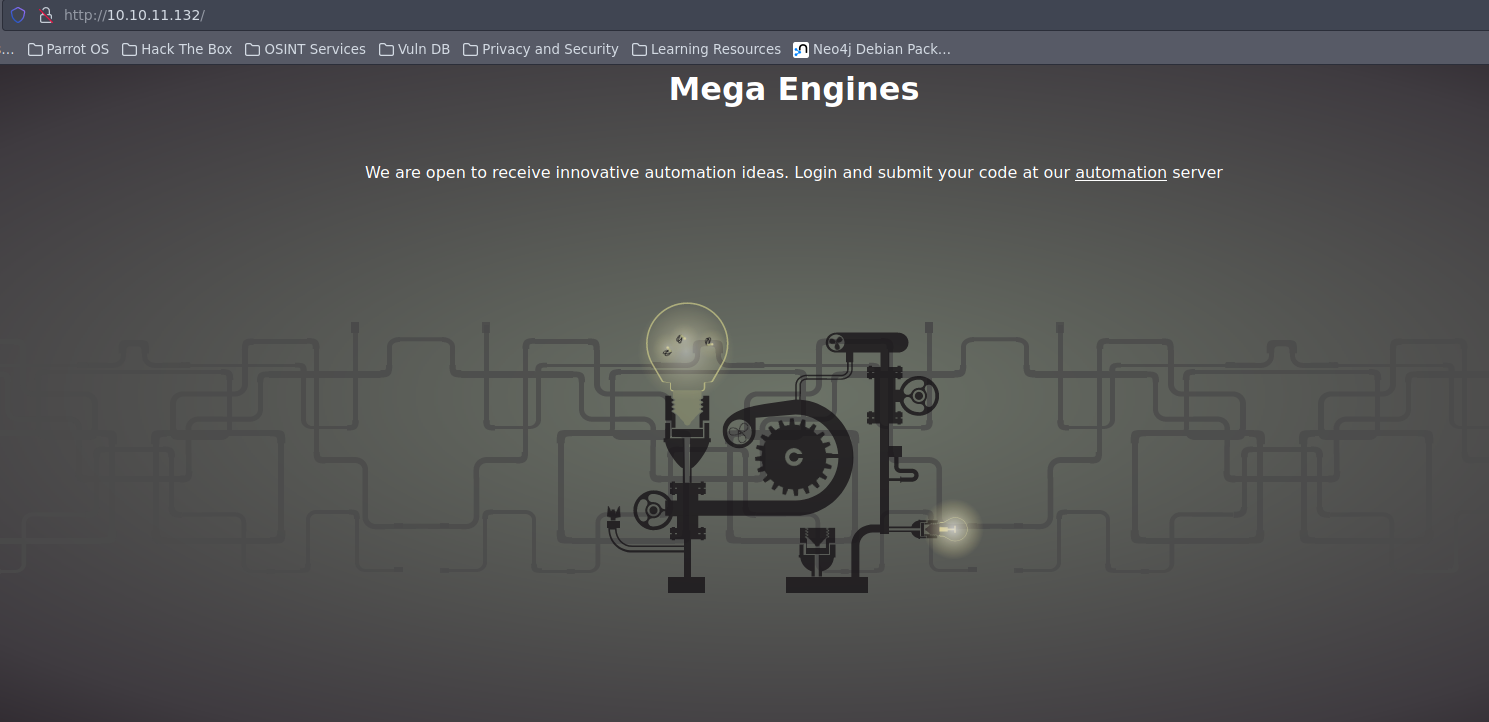 http://10.10.11.132/
... Parrot OS Hack The Box OSINT Services Vuln DB Privacy and Security Learning Resources Neo4j Debian Pack...
Mega Engines
We are open to receive innovative automation ideas. Login and submit your code at our automation server